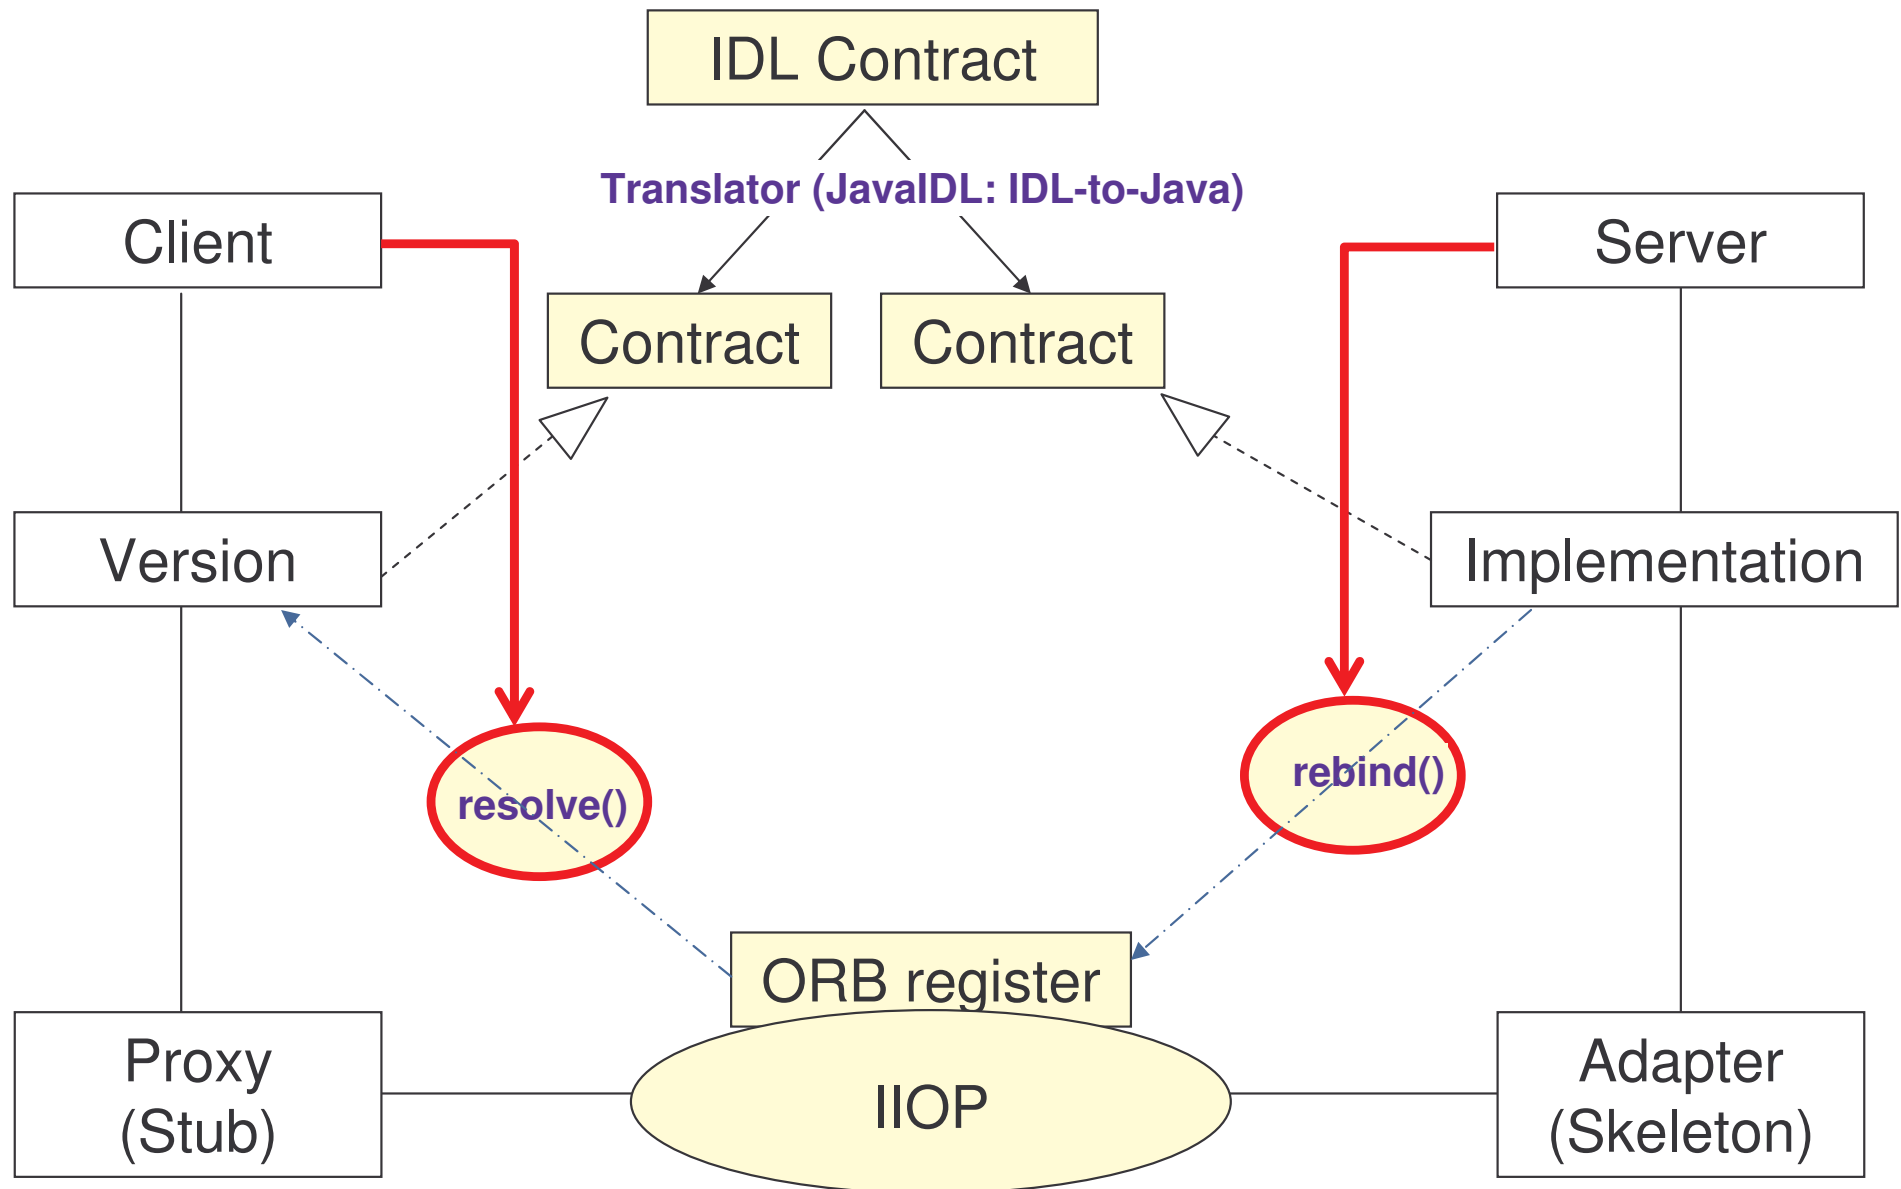 IDL Contract
Translator (JavaIDL: IDL-to-Java)
Client
Server
Contract
Contract
Version
Implementation
resolve()
rebind()
ORB register
Proxy
(Stub)
IIOP
Adapter
(Skeleton)